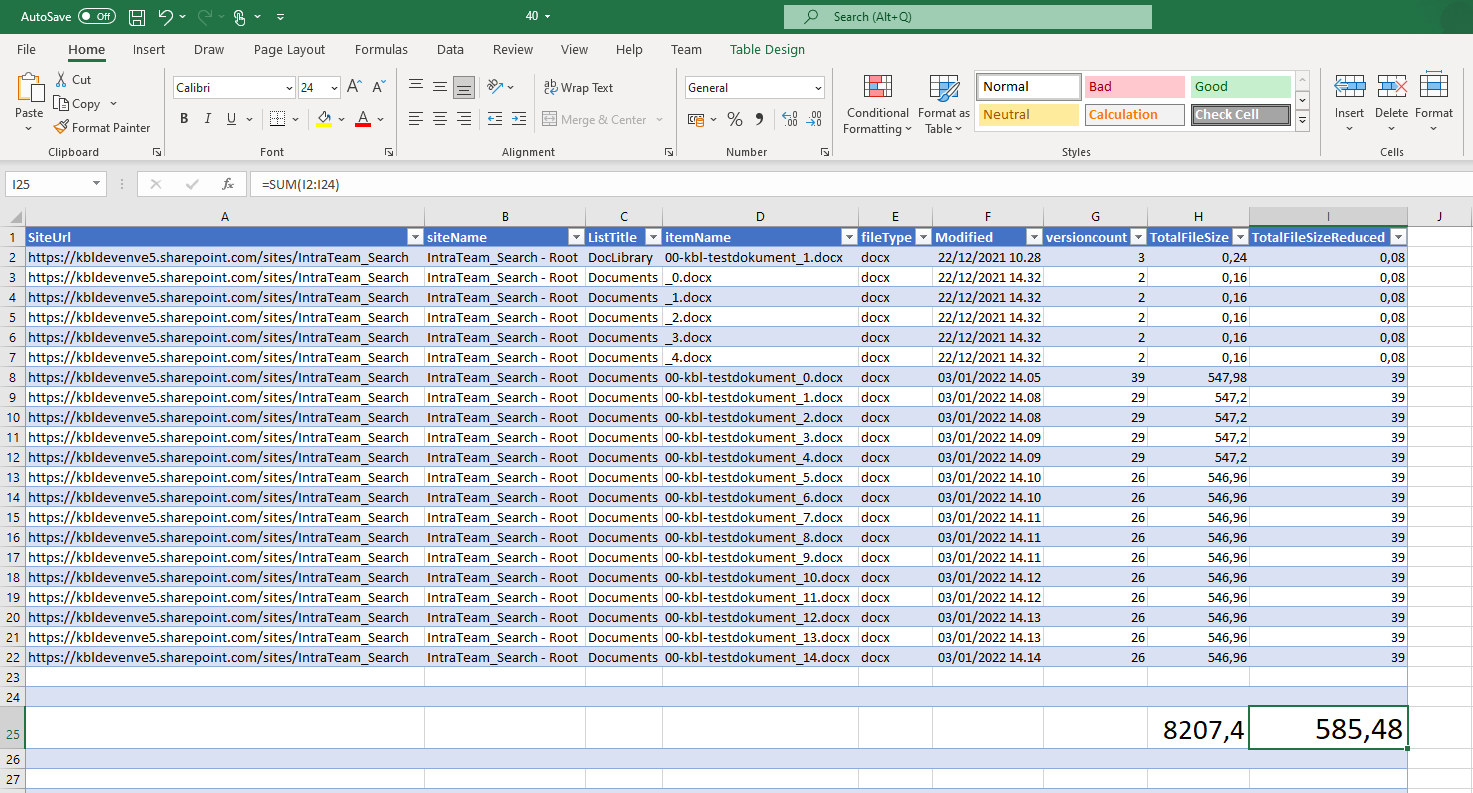 AutoSave Off 40 Search (Alt+Q)
File Home Insert Draw Page Layout Formulas Data Review View Help Team Table Design
Paste Cut Copy Format Painter Clipboard
Calibri 24 A A B I U A Font
ab Wrap Text Merge & Center Alignment
General % Number
Conditional Formatting Format as Table
Normal Bad Good
Neutral Calculation Check Cell
Styles
Insert Delete Format
Cells
I25 fx =SUM(I2:I24)
A B C D E F G H I J
1 SiteUrl siteName ListTitle itemName fileType Modified versioncount TotalFileSize TotalFileSizeReduced
2 https://kbldevenve5.sharepoint.com/sites/IntraTeam_Search IntraTeam_Search - Root DocLibrary 00-kbl-testdokument_1.docx docx 22/12/2021 10.28 3 0,24 0,08
3 https://kbldevenve5.sharepoint.com/sites/IntraTeam_Search IntraTeam_Search - Root Documents _0.docx docx 22/12/2021 14.32 2 0,16 0,08
4 https://kbldevenve5.sharepoint.com/sites/IntraTeam_Search IntraTeam_Search - Root Documents _1.docx docx 22/12/2021 14.32 2 0,16 0,08
5 https://kbldevenve5.sharepoint.com/sites/IntraTeam_Search IntraTeam_Search - Root Documents _2.docx docx 22/12/2021 14.32 2 0,16 0,08
6 https://kbldevenve5.sharepoint.com/sites/IntraTeam_Search IntraTeam_Search - Root Documents _3.docx docx 22/12/2021 14.32 2 0,16 0,08
7 https://kbldevenve5.sharepoint.com/sites/IntraTeam_Search IntraTeam_Search - Root Documents _4.docx docx 22/12/2021 14.32 2 0,16 0,08
8 https://kbldevenve5.sharepoint.com/sites/IntraTeam_Search IntraTeam_Search - Root Documents 00-kbl-testdokument_0.docx docx 03/01/2022 14.05 39 547,98 39
9 https://kbldevenve5.sharepoint.com/sites/IntraTeam_Search IntraTeam_Search - Root Documents 00-kbl-testdokument_1.docx docx 03/01/2022 14.08 29 547,2 39
10 https://kbldevenve5.sharepoint.com/sites/IntraTeam_Search IntraTeam_Search - Root Documents 00-kbl-testdokument_2.docx docx 03/01/2022 14.08 29 547,2 39
11 https://kbldevenve5.sharepoint.com/sites/IntraTeam_Search IntraTeam_Search - Root Documents 00-kbl-testdokument_3.docx docx 03/01/2022 14.09 29 547,2 39
12 https://kbldevenve5.sharepoint.com/sites/IntraTeam_Search IntraTeam_Search - Root Documents 00-kbl-testdokument_4.docx docx 03/01/2022 14.09 29 547,2 39
13 https://kbldevenve5.sharepoint.com/sites/IntraTeam_Search IntraTeam_Search - Root Documents 00-kbl-testdokument_5.docx docx 03/01/2022 14.10 26 546,96 39
14 https://kbldevenve5.sharepoint.com/sites/IntraTeam_Search IntraTeam_Search - Root Documents 00-kbl-testdokument_6.docx docx 03/01/2022 14.10 26 546,96 39
15 https://kbldevenve5.sharepoint.com/sites/IntraTeam_Search IntraTeam_Search - Root Documents 00-kbl-testdokument_7.docx docx 03/01/2022 14.11 26 546,96 39
16 https://kbldevenve5.sharepoint.com/sites/IntraTeam_Search IntraTeam_Search - Root Documents 00-kbl-testdokument_8.docx docx 03/01/2022 14.11 26 546,96 39
17 https://kbldevenve5.sharepoint.com/sites/IntraTeam_Search IntraTeam_Search - Root Documents 00-kbl-testdokument_9.docx docx 03/01/2022 14.11 26 546,96 39
18 https://kbldevenve5.sharepoint.com/sites/IntraTeam_Search IntraTeam_Search - Root Documents 00-kbl-testdokument_10.docx docx 03/01/2022 14.12 26 546,96 39
19 https://kbldevenve5.sharepoint.com/sites/IntraTeam_Search IntraTeam_Search - Root Documents 00-kbl-testdokument_11.docx docx 03/01/2022 14.12 26 546,96 39
20 https://kbldevenve5.sharepoint.com/sites/IntraTeam_Search IntraTeam_Search - Root Documents 00-kbl-testdokument_12.docx docx 03/01/2022 14.13 26 546,96 39
21 https://kbldevenve5.sharepoint.com/sites/IntraTeam_Search IntraTeam_Search - Root Documents 00-kbl-testdokument_13.docx docx 03/01/2022 14.13 26 546,96 39
22 https://kbldevenve5.sharepoint.com/sites/IntraTeam_Search IntraTeam_Search - Root Documents 00-kbl-testdokument_14.docx docx 03/01/2022 14.14 26 546,96 39
23
24
25 8207,4 585,48
26
27